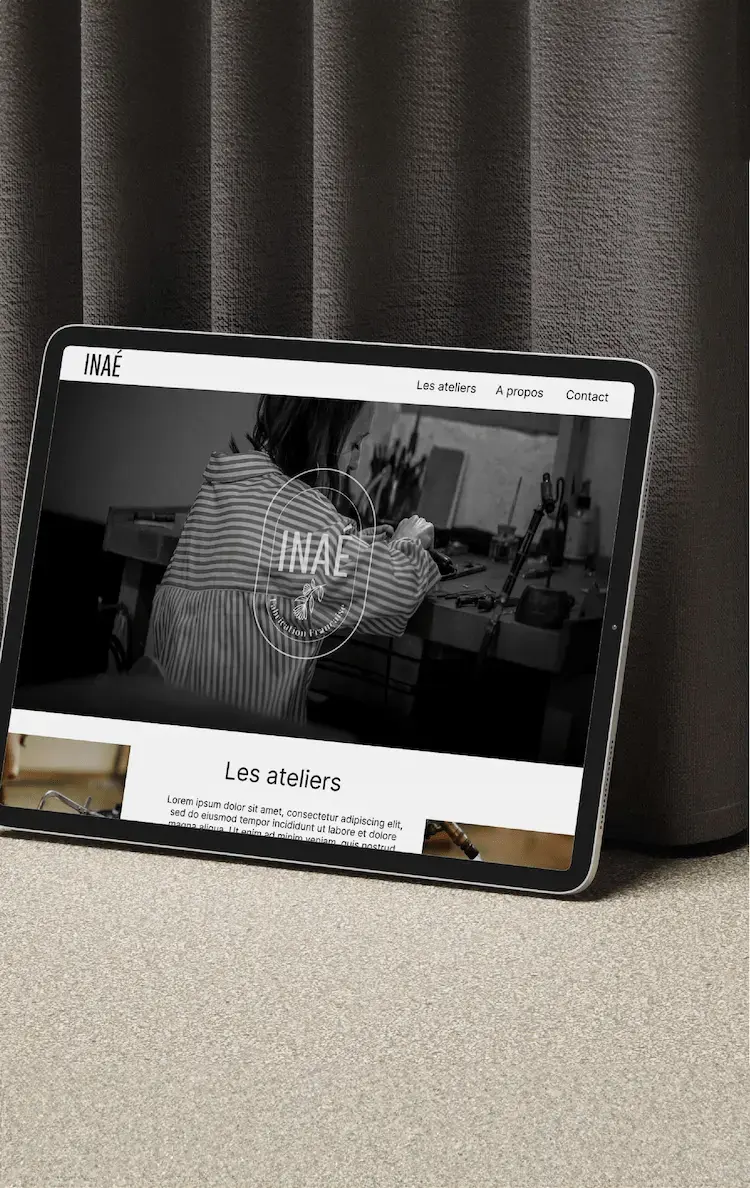 INAÉ
Les ateliers
A propos
Contact
INAÉ
Fabrication Française
Les ateliers
Lorem ipsum dolor sit amet, consectetur adipiscing elit,
sed do eiusmod tempor incididunt ut labore et dolore
magna aliqua. Ut enim ad minim veniam, quis nostrud